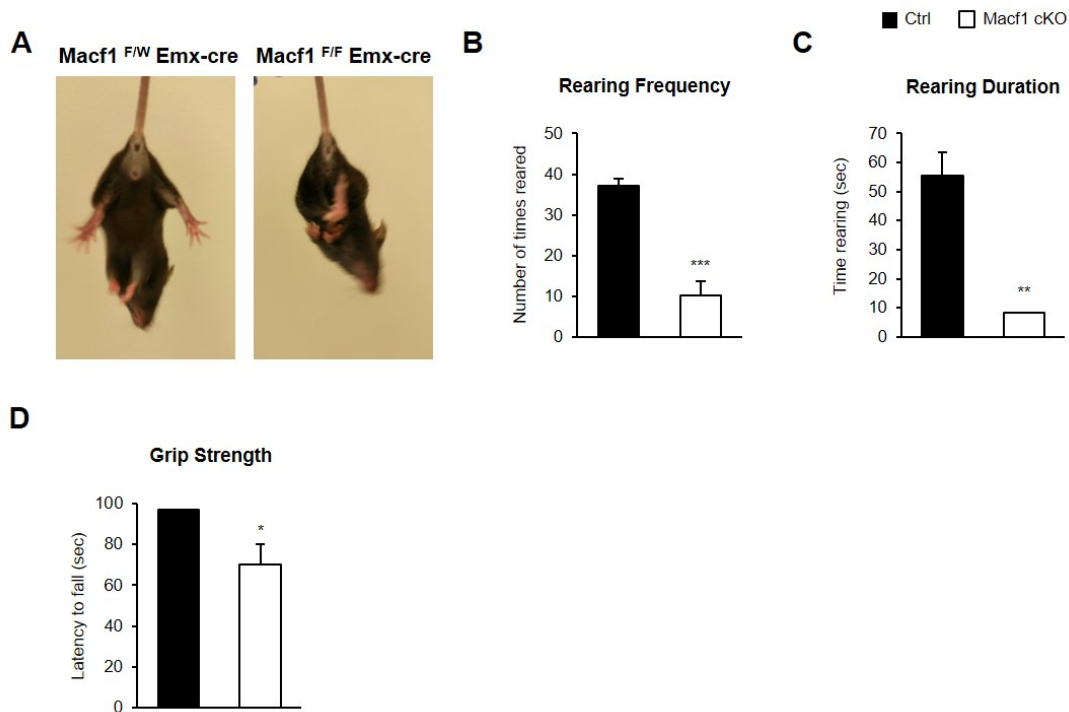 Ctrl Macf1 cKO
A
Macf1 F/W Emx-cre Macf1 F/F Emx-cre
B
Rearing Frequency
Number of times reared
50
40
30
20
10
0
***
C
Rearing Duration
Time rearing (sec)
70
60
50
40
30
20
10
0
**
D
Grip Strength
Latency to fall (sec)
100
80
60
40
20
0
*